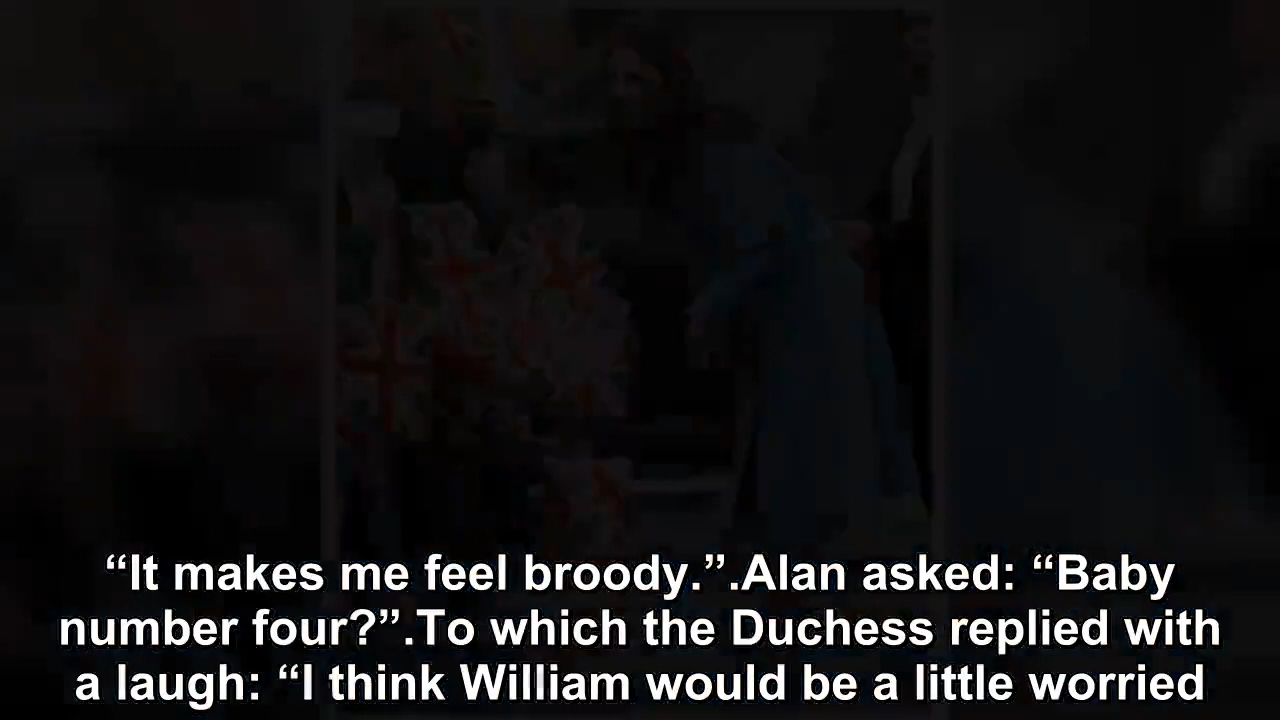 “It makes me feel broody.”.Alan asked: “Baby
number four?”.To which the Duchess replied with
a laugh: “I think William would be a little worried